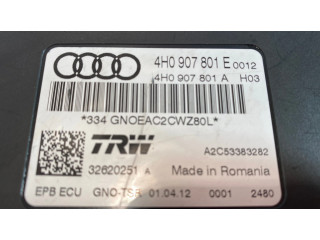 4H0 907 801 E 0012
4H0 907 801 A H03
*334 GNOEAC2CWZ80L*
TRW
A2C53383282
32620251 A Made in Romania
EPB ECU GNO-TSR 01.04.12 0001 2480